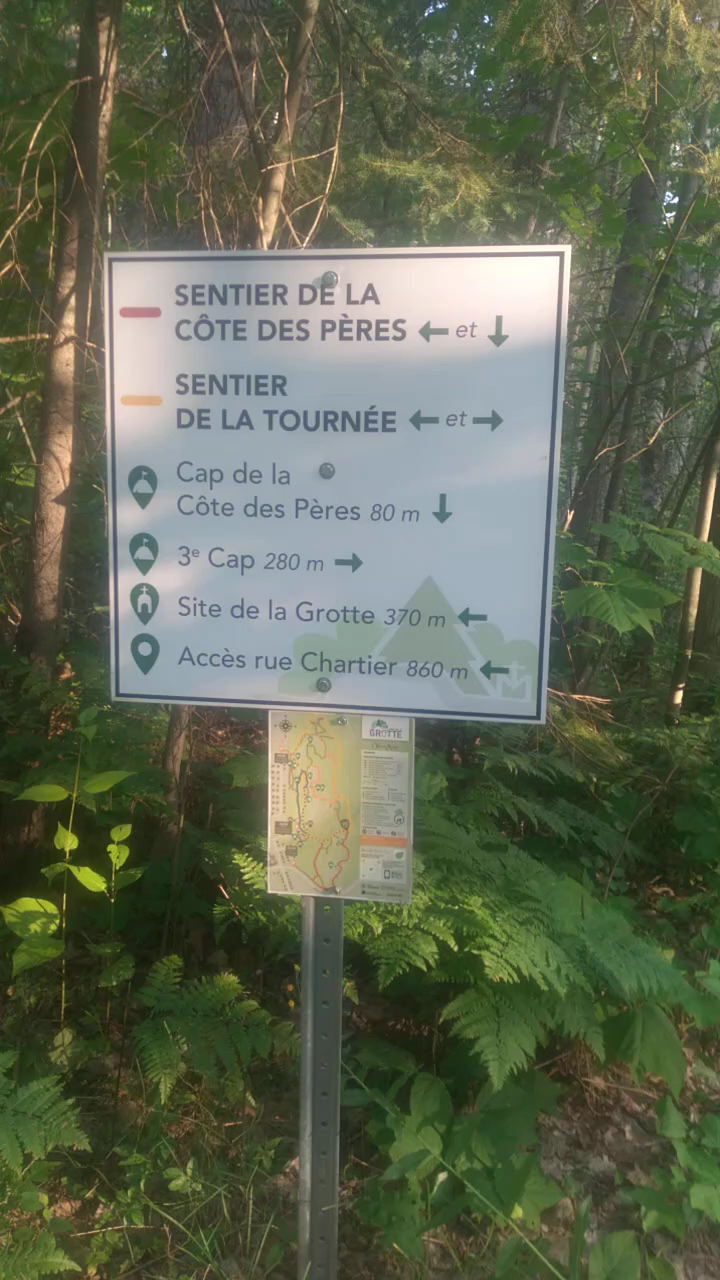 SENTIER DE LA
CÔTE DES PÈRES ← et ↓
SENTIER
DE LA TOURNÉE ← et →
Cap de la
Côte des Pères 80 m ↓
3e Cap 280 m →
Site de la Grotte 370 m ←
Accès rue Chartier 860 m ←
GROTTE